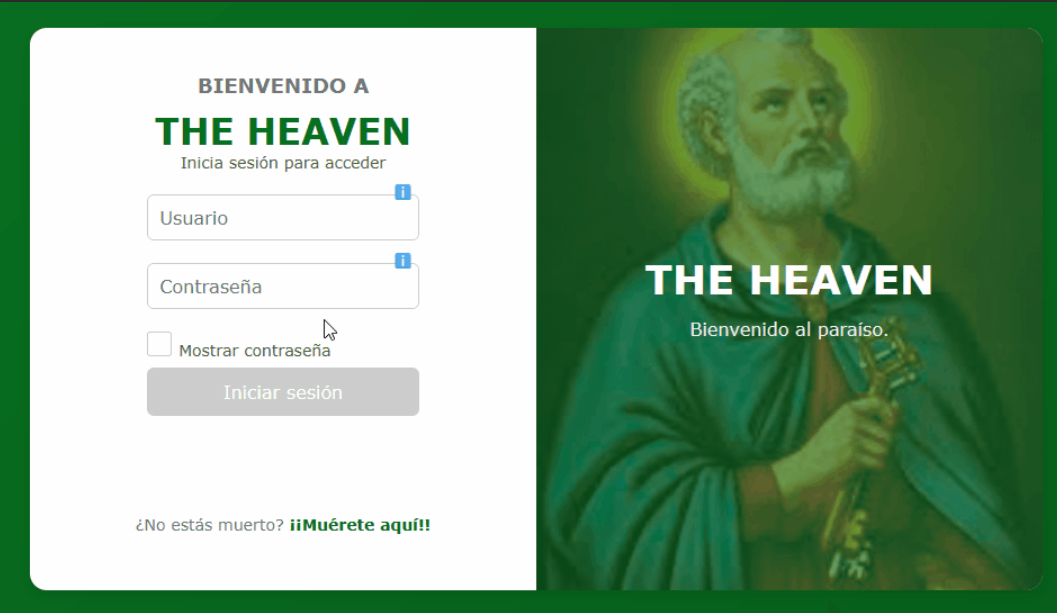 BIENVENIDO A
THE HEAVEN
Inicia sesión para acceder
i
Usuario
i
Contraseña
Mostrar contraseña
Iniciar sesión
¿No estás muerto? ¡¡Muérete aquí!!
THE HEAVEN
Bienvenido al paraíso.